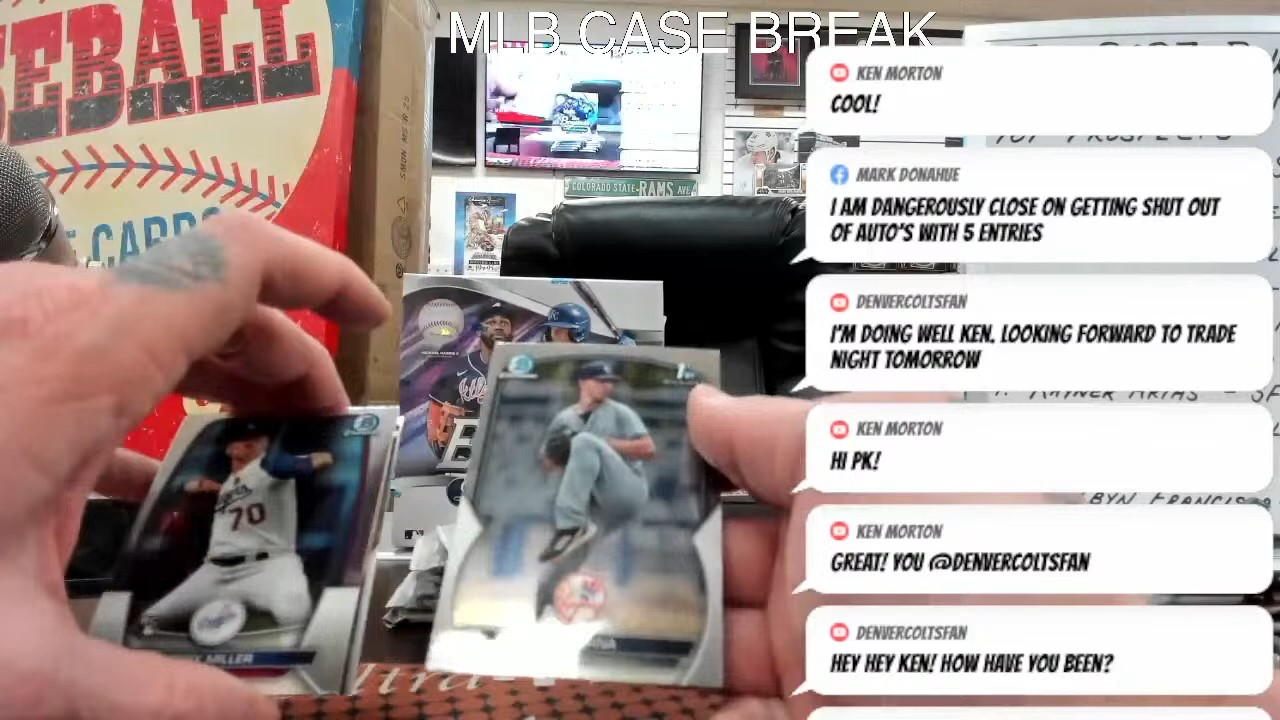 MLB CASE BREAK
KEN MORTON
COOL!
MARK DONAHUE
I AM DANGEROUSLY CLOSE ON GETTING SHUT OUT
OF AUTO'S WITH 5 ENTRIES
DENVERCOLTSFAN
I'M DOING WELL KEN. LOOKING FORWARD TO TRADE
NIGHT TOMORROW
KEN MORTON
HI PK!
KEN MORTON
GREAT! YOU @DENVERCOLTSFAN
DENVERCOLTSFAN
HEY HEY KEN! HOW HAVE YOU BEEN?
COLORADO STATE RAMS AVE
70
MILLER